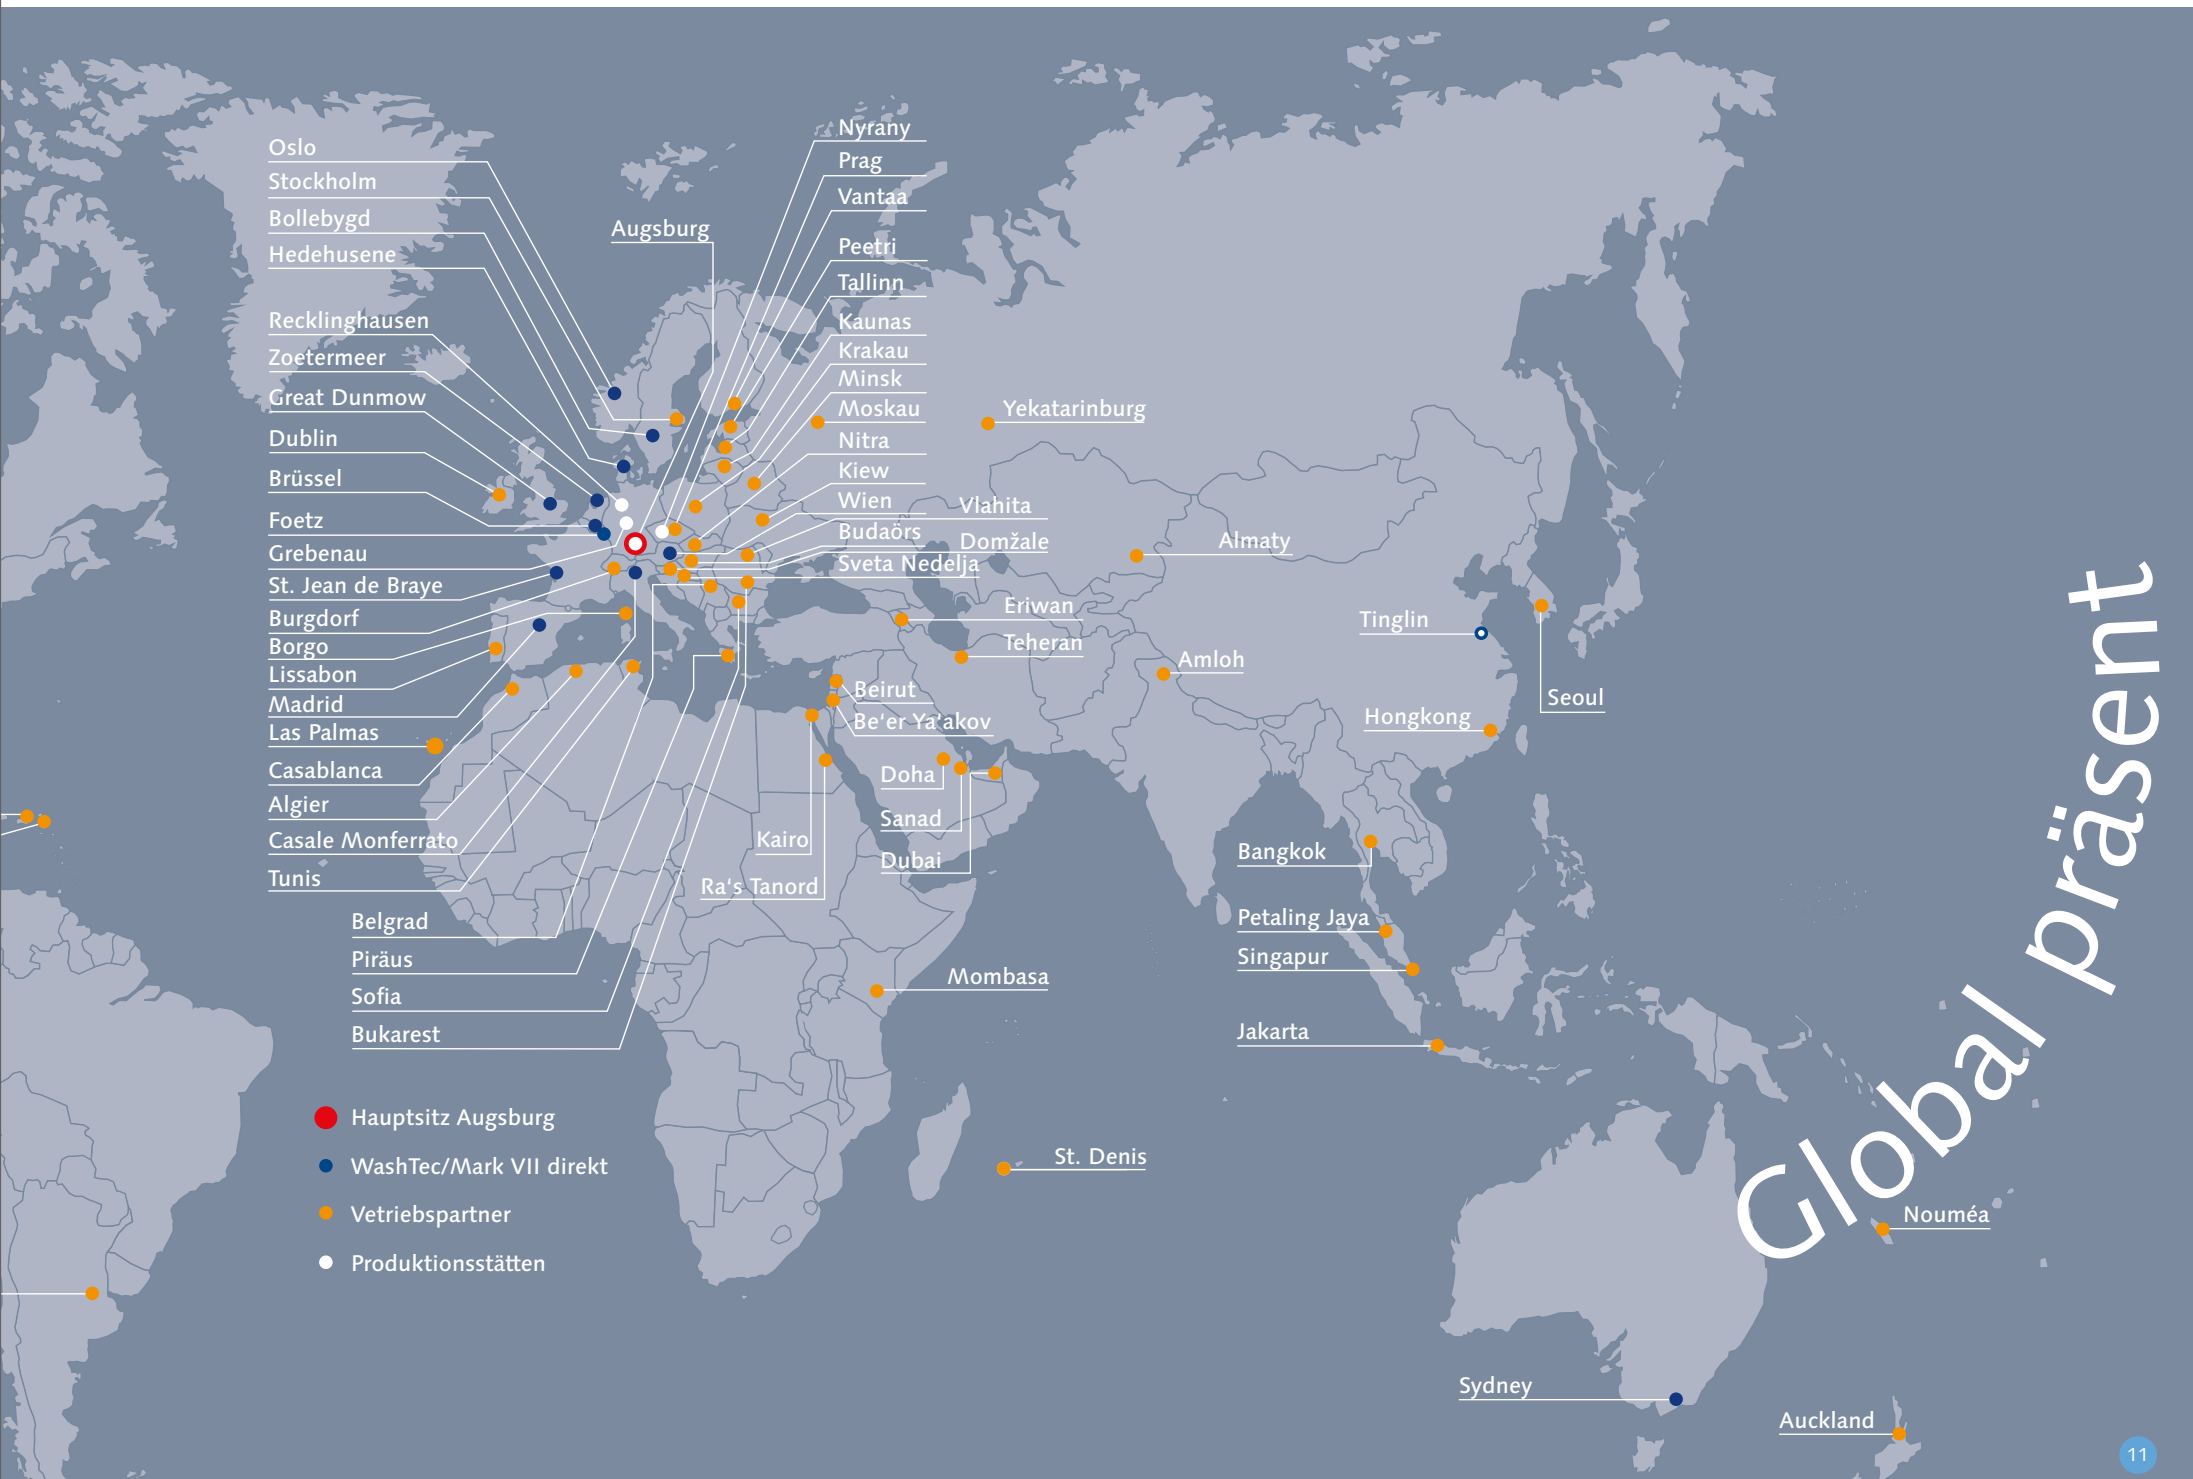 Oslo
Stockholm
Bollebygd
Hedehusene
Recklinghausen
Zoetermeer
Great Dunmow
Dublin
Brüssel
Foetz
Grebenau
St. Jean de Braye
Burgdorf
Borgo
Lissabon
Madrid
Las Palmas
Casablanca
Algier
Casale Monferrato
Tunis
Belgrad
Piräus
Sofia
Bukarest
Augsburg
Nyrany
Prag
Vantaa
Peetri
Tallinn
Kaunas
Krakau
Minsk
Moskau
Nitra
Kiew
Wien
Vlahita
Budaörs
Domžale
Sveta Nedelja
Yekatarinburg
Almaty
Eriwan
Teheran
Amloh
Beirut
Be'er Ya'akov
Doha
Sanad
Dubai
Kairo
Ra's Tanord
Mombasa
St. Denis
Tinglin
Seoul
Hongkong
Bangkok
Petaling Jaya
Singapur
Jakarta
Nouméa
Sydney
Auckland
Hauptsitz Augsburg
WashTec/Mark VII direkt
Vetriebspartner
Produktionsstätten
Global präsent
11